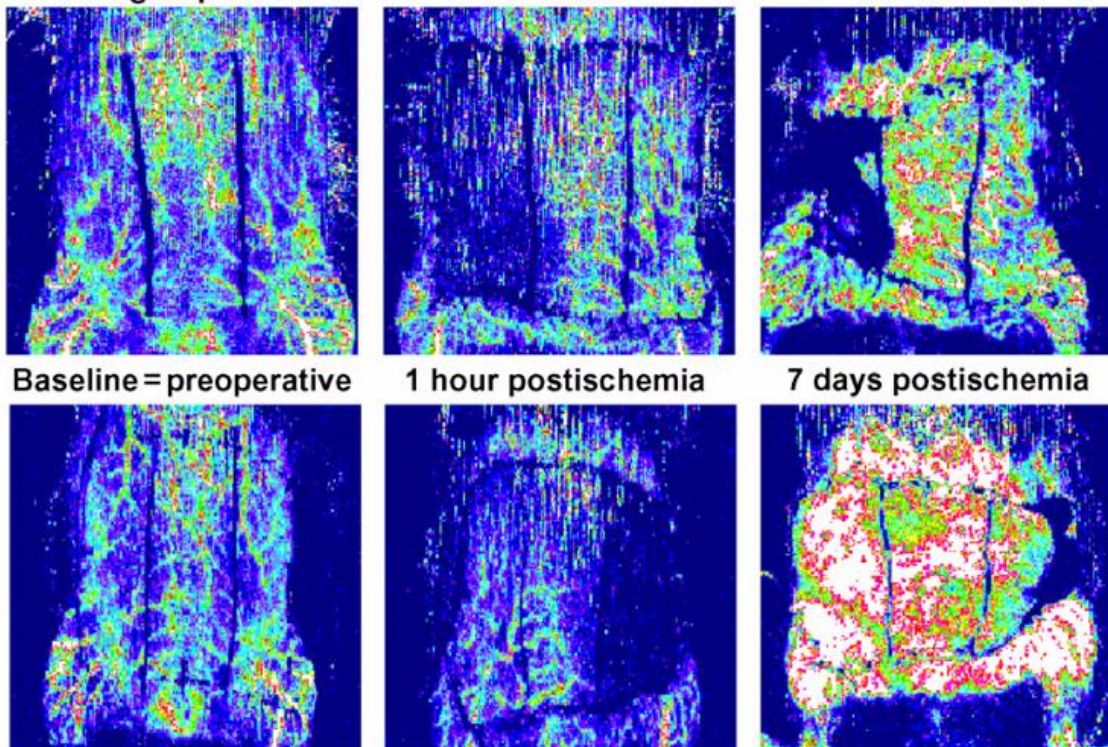 Baseline = preoperative
1 hour postischemia
7 days postischemia